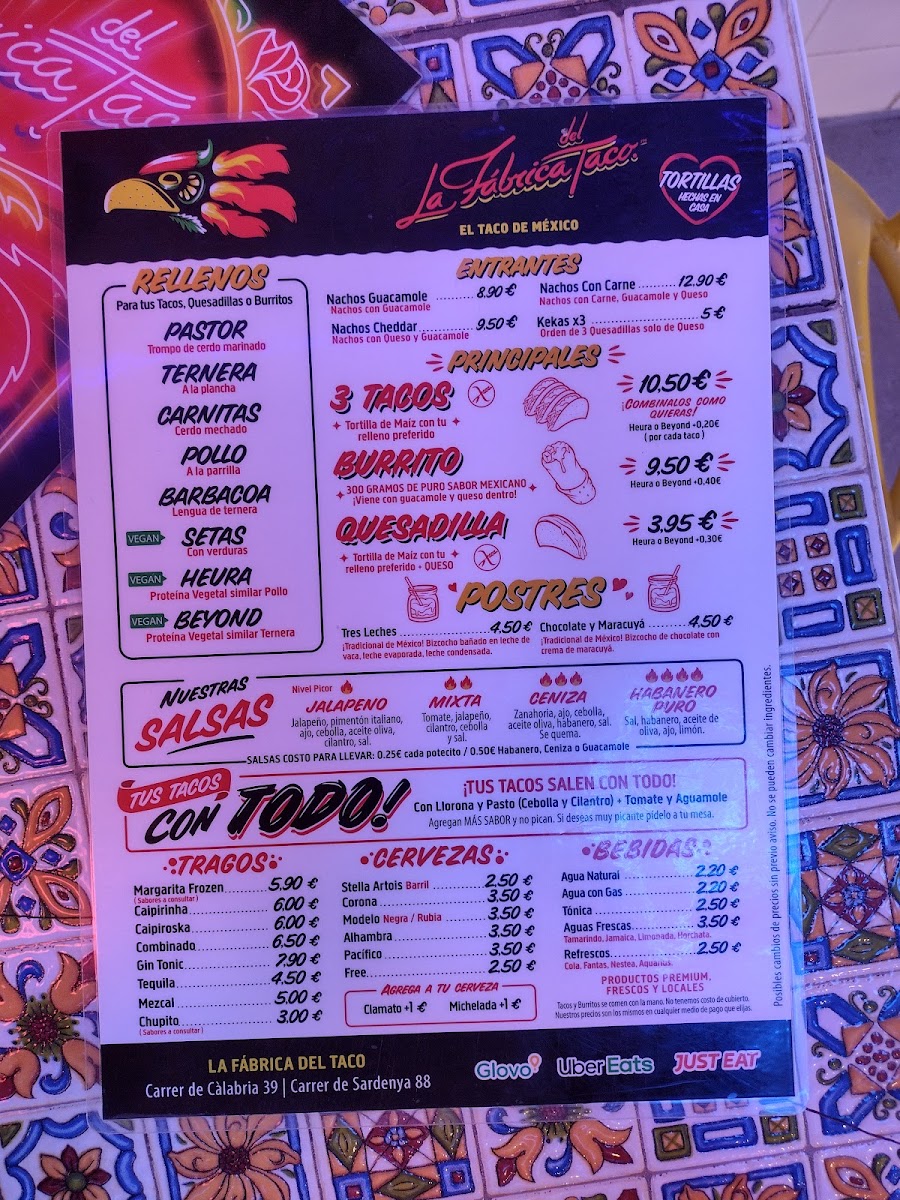 del
La Fábrica Taco.
EL TACO DE MÉXICO
TORTILLAS
HECHAS EN
CASA
RELLENOS
Para tus Tacos, Quesadillas o Burritos
PASTOR
Trompo de cerdo marinado
TERNERA
A la plancha
CARNITAS
Cerdo mechado
POLLO
A la parrilla
BARBACOA
Lengua de ternera
VEGAN SETAS
Con verduras
VEGAN HEURA
Proteína Vegetal similar Pollo
VEGAN BEYOND
Proteína Vegetal similar Ternera
ENTRANTES
Nachos Guacamole 8.90 €
Nachos con Guacamole
Nachos Cheddar 9.50 €
Nachos con Queso y Guacamole
Nachos Con Carne 12.90 €
Nachos con Carne, Guacamole y Queso
Kekas x3 5 €
Orden de 3 Quesadillas solo de Queso
PRINCIPALES
3 TACOS
Tortilla de Maíz con tu
relleno preferido
10.50 €
¡COMBINALOS COMO
QUIERAS!
Heura o Beyond +0,20€
( por cada taco )
BURRITO
300 GRAMOS DE PURO SABOR MEXICANO
¡Viene con guacamole y queso dentro!
9.50 €
Heura o Beyond +0.40€
QUESADILLA
Tortilla de Maíz con tu
relleno preferido + QUESO
3.95 €
Heura o Beyond +0,30€
POSTRES
Tres Leches 4.50 €
¡Tradicional de México! Bizcocho bañado en leche de
vaca, leche evaporada, leche condensada.
Chocolate y Maracuyá 4.50 €
¡Tradicional de México! Bizcocho de chocolate con
crema de maracuyá.
NUESTRAS
SALSAS
Nivel Picor
JALAPEÑO
Jalapeño, pimentón italiano,
ajo, cebolla, aceite oliva,
cilantro, sal.
MIXTA
Tomate, jalapeño,
cilantro, cebolla
y sal.
CENIZA
Zanahoria, ajo, cebolla,
aceite oliva, habanero, sal.
Se quema.
HABANERO
PURO
Sal, habanero, aceite de
oliva, ajo, limón.
SALSAS COSTO PARA LLEVAR: 0.25€ cada potecito / 0.50€ Habanero, Ceniza o Guacamole
TUS TACOS
CON TODO!
¡TUS TACOS SALEN CON TODO!
Con Llorona y Pasto (Cebolla y Cilantro) + Tomate y Aguamole
Agregan MÁS SABOR y no pican. Si deseas muy picante pídelo a tu mesa.
TRAGOS
Margarita Frozen 5.90 €
( Sabores a consultar )
Caipirinha 6.00 €
Caipiroska 6.00 €
Combinado 6.50 €
Gin Tonic 7.90 €
Tequila 4.50 €
Mezcal 5.00 €
Chupito 3.00 €
( Sabores a consultar )
CERVEZAS
Stella Artois Barril 2.50 €
Corona 3.50 €
Modelo Negra / Rubia 3.50 €
Alhambra 3.50 €
Pacífico 3.50 €
Free 2.50 €
AGREGA A TU CERVEZA
Clamato +1 € Michelada +1 €
BEBIDAS
Agua Natural 2.20 €
Agua con Gas 2.20 €
Tónica 2.50 €
Aguas Frescas 3.50 €
Tamarindo, Jamaica, Limonada, Horchata.
Refrescos 2.50 €
Cola, Fantas, Nestea, Aquarius.
PRODUCTOS PREMIUM,
FRESCOS Y LOCALES
Tacos y Burritos se comen con la mano. No tenemos costo de cubierto.
Nuestros precios son los mismos en cualquier medio de pago que elijas.
Posibles cambios de precios sin previo aviso. No se pueden cambiar ingredientes.
LA FÁBRICA DEL TACO
Carrer de Càlabria 39 | Carrer de Sardenya 88
Glovo
Uber Eats
JUST EAT
del